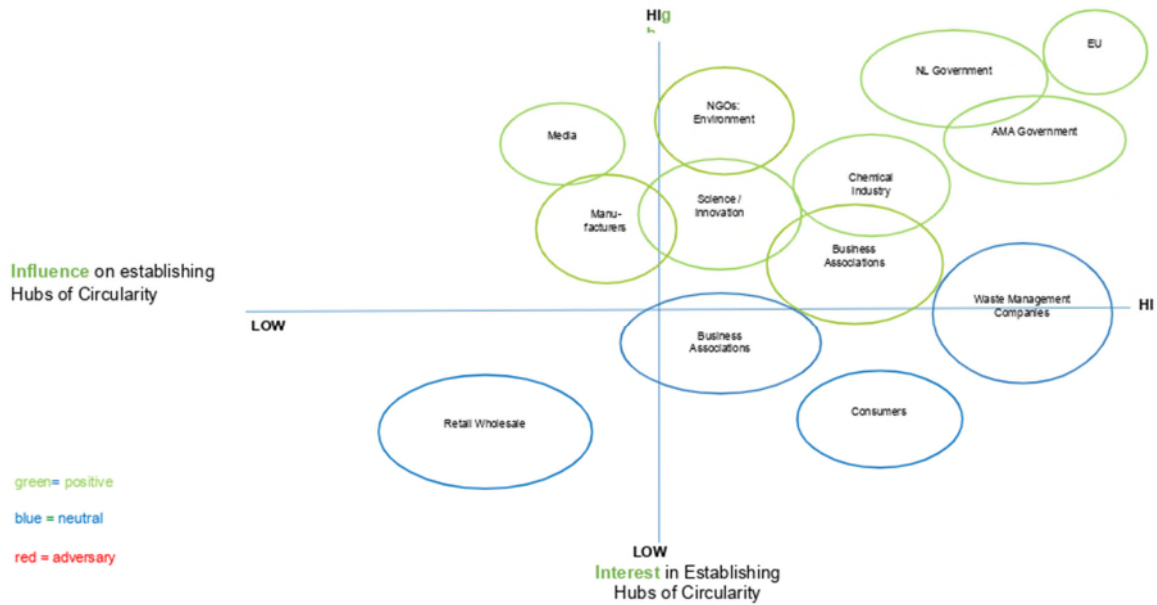 HIg
h
EU
NL Government
NGOs:
Environment
AMA Government
Media
Chemical
Industry
Science /
Innovation
Manu-
facturers
Business
Associations
Influence on establishing
Hubs of Circularity
Waste Management
Companies
HI
LOW
Business
Associations
Consumers
Retail Wholesale
green= positive
blue = neutral
red = adversary
LOW
Interest in Establishing
Hubs of Circularity